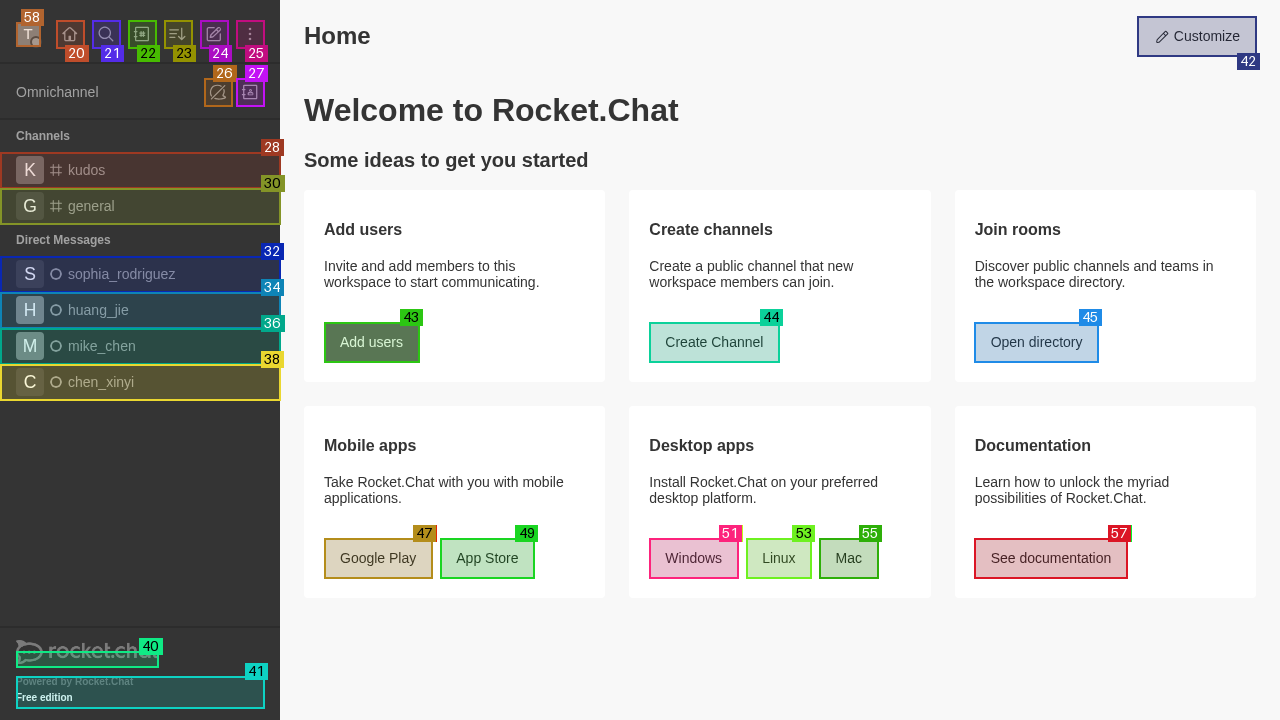 58
T
20
21
22
23
24
25
Home
Customize
42
Omnichannel
26
27
Welcome to Rocket.Chat
Some ideas to get you started
Channels
28
K kudos
30
G general
Direct Messages
32
S sophia_rodriguez
34
H huang_jie
36
M mike_chen
38
C chen_xinyi
Add users
Invite and add members to this
workspace to start communicating.
43
Add users
Create channels
Create a public channel that new
workspace members can join.
44
Create Channel
Join rooms
Discover public channels and teams in
the workspace directory.
45
Open directory
Mobile apps
Take Rocket.Chat with you with mobile
applications.
47
Google Play
49
App Store
Desktop apps
Install Rocket.Chat on your preferred
desktop platform.
51
Windows
53
Linux
55
Mac
Documentation
Learn how to unlock the myriad
possibilities of Rocket.Chat.
57
See documentation
40
rocket.chat
41
Powered by Rocket.Chat
Free edition